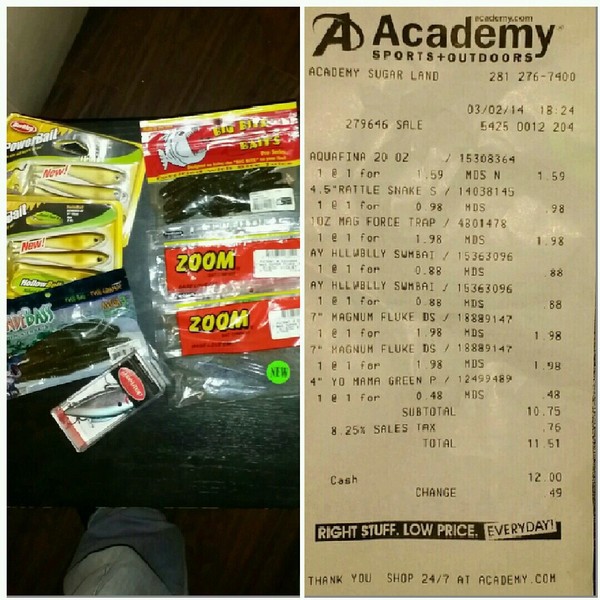 PowerBait
New!
New!
BIG BITE
BAITS
ZOOM
ZOOM
NEW
academy.com
Academy
SPORTS+OUTDOORS
ACADEMY SUGAR LAND 281 276-7400
03/02/14 18:24
279646 SALE 5425 0012 204
AQUAFINA 20 OZ / 15308364
1 @ 1 for 1.59 MDS N 1.59
4.5"RATTLE SNAKE S / 14038145
1 @ 1 for 0.98 MDS .98
1OZ MAG FORCE TRAP / 4801478
1 @ 1 for 1.98 MDS 1.98
AY HLLWBLLY SWMBAI / 15363096
1 @ 1 for 0.88 MDS .88
AY HLLWBLLY SWMBAI / 15363096
1 @ 1 for 0.88 MDS .88
7" MAGNUM FLUKE DS / 18889147
1 @ 1 for 1.98 MDS 1.98
7" MAGNUM FLUKE DS / 18889147
1 @ 1 for 1.98 MDS 1.98
4" YO MAMA GREEN P / 12499489
1 @ 1 for 0.48 MDS .48
SUBTOTAL 10.75
8.25% SALES TAX .76
TOTAL 11.51
Cash 12.00
CHANGE .49
RIGHT STUFF. LOW PRICE. EVERYDAY!
THANK YOU SHOP 24/7 AT ACADEMY.COM